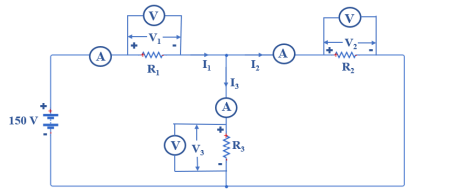 V
V
+ V₁ -
+ V₂ -
A
A
R₁
I₁
I₂
R₂
I₃
+
150 V
-
A
V
+
V₃
R₃
-